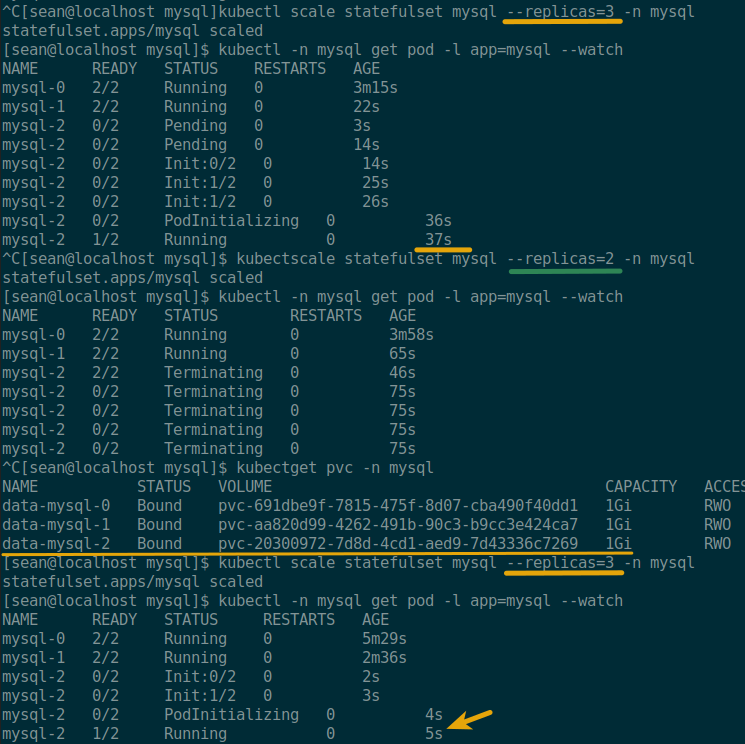 ^C[sean@localhost mysql]kubectl scale statefulset mysql --replicas=3 -n mysql
statefulset.apps/mysql scaled
[sean@localhost mysql]$ kubectl -n mysql get pod -l app=mysql --watch
NAME READY STATUS RESTARTS AGE
mysql-0 2/2 Running 0 3m15s
mysql-1 2/2 Running 0 22s
mysql-2 0/2 Pending 0 3s
mysql-2 0/2 Pending 0 14s
mysql-2 0/2 Init:0/2 0 14s
mysql-2 0/2 Init:1/2 0 25s
mysql-2 0/2 Init:1/2 0 26s
mysql-2 0/2 PodInitializing 0 36s
mysql-2 1/2 Running 0 37s
^C[sean@localhost mysql]$ kubectscale statefulset mysql --replicas=2 -n mysql
statefulset.apps/mysql scaled
[sean@localhost mysql]$ kubectl -n mysql get pod -l app=mysql --watch
NAME READY STATUS RESTARTS AGE
mysql-0 2/2 Running 0 3m58s
mysql-1 2/2 Running 0 65s
mysql-2 2/2 Terminating 0 46s
mysql-2 0/2 Terminating 0 75s
mysql-2 0/2 Terminating 0 75s
mysql-2 0/2 Terminating 0 75s
mysql-2 0/2 Terminating 0 75s
^C[sean@localhost mysql]$ kubectget pvc -n mysql
NAME STATUS VOLUME CAPACITY ACCES
data-mysql-0 Bound pvc-691dbe9f-7815-475f-8d07-cba490f40dd1 1Gi RWO
data-mysql-1 Bound pvc-aa820d99-4262-491b-90c3-b9cc3e424ca7 1Gi RWO
data-mysql-2 Bound pvc-20300972-7d8d-4cd1-aed9-7d43336c7269 1Gi RWO
[sean@localhost mysql]$ kubectl scale statefulset mysql --replicas=3 -n mysql
statefulset.apps/mysql scaled
[sean@localhost mysql]$ kubectl -n mysql get pod -l app=mysql --watch
NAME READY STATUS RESTARTS AGE
mysql-0 2/2 Running 0 5m29s
mysql-1 2/2 Running 0 2m36s
mysql-2 0/2 Init:0/2 0 2s
mysql-2 0/2 Init:1/2 0 3s
mysql-2 0/2 PodInitializing 0 4s
mysql-2 1/2 Running 0 5s